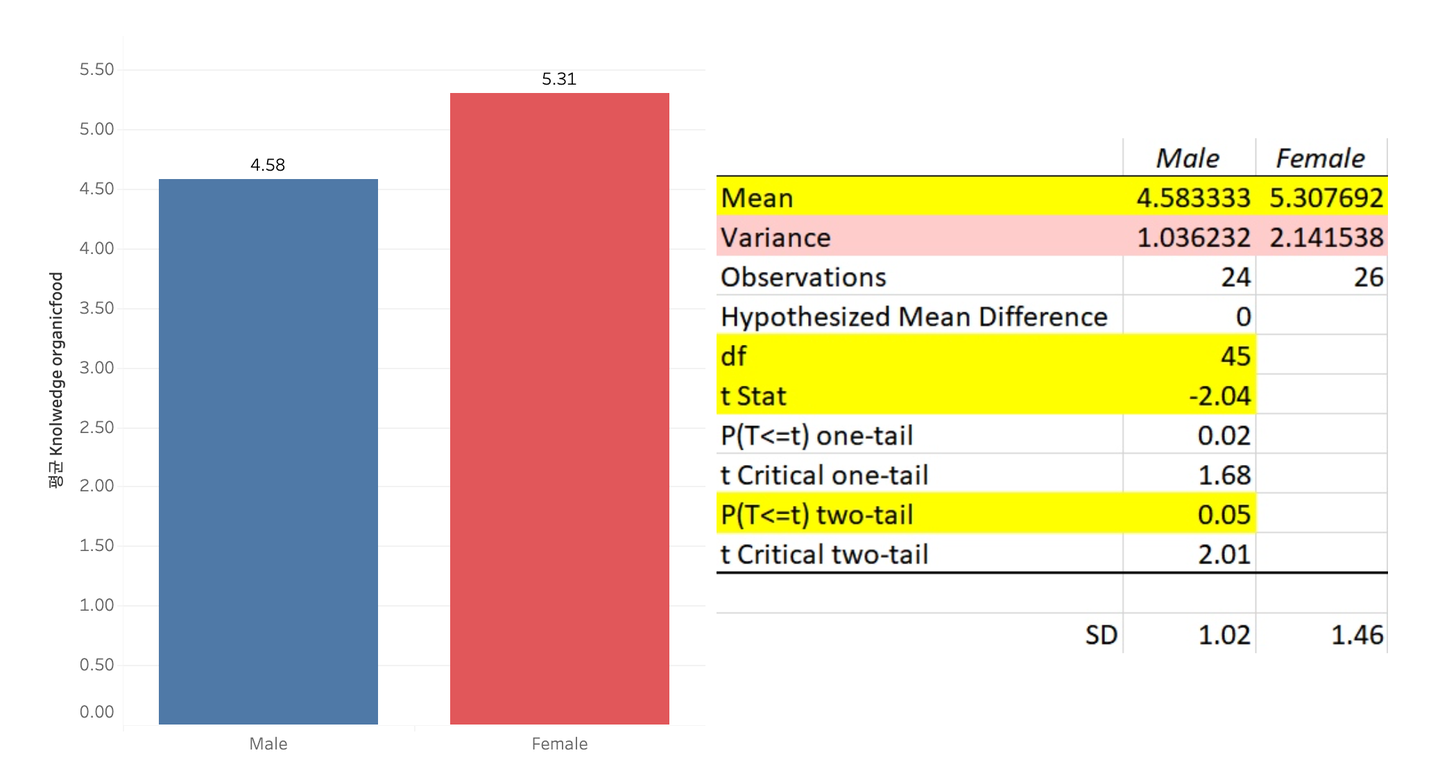 평균 Knolwedge organicfood
5.50
5.00
4.50
4.00
3.50
3.00
2.50
2.00
1.50
1.00
0.50
0.00
4.58
5.31
Male
Female
Male Female
Mean 4.583333 5.307692
Variance 1.036232 2.141538
Observations 24 26
Hypothesized Mean Difference 0
df 45
t Stat -2.04
P(T<=t) one-tail 0.02
t Critical one-tail 1.68
P(T<=t) two-tail 0.05
t Critical two-tail 2.01
SD 1.02 1.46